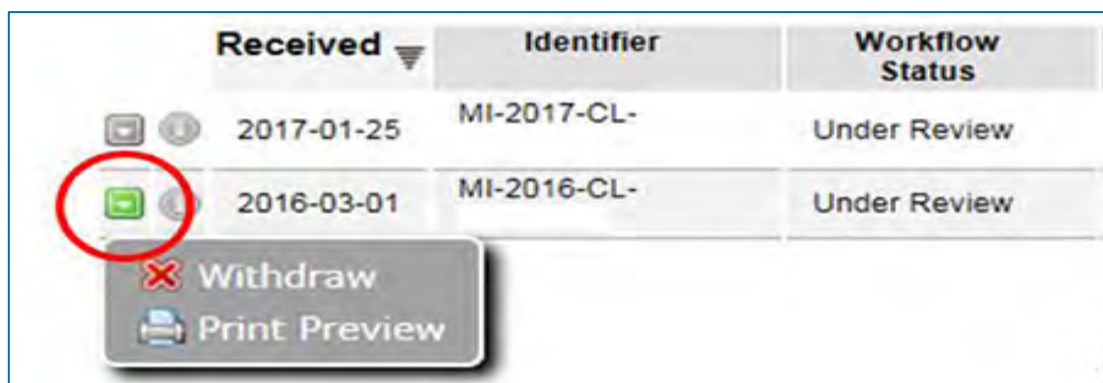 Received Identifier Workflow Status
2017-01-25 MI-2017-CL- Under Review
2016-03-01 MI-2016-CL- Under Review
Withdraw
Print Preview